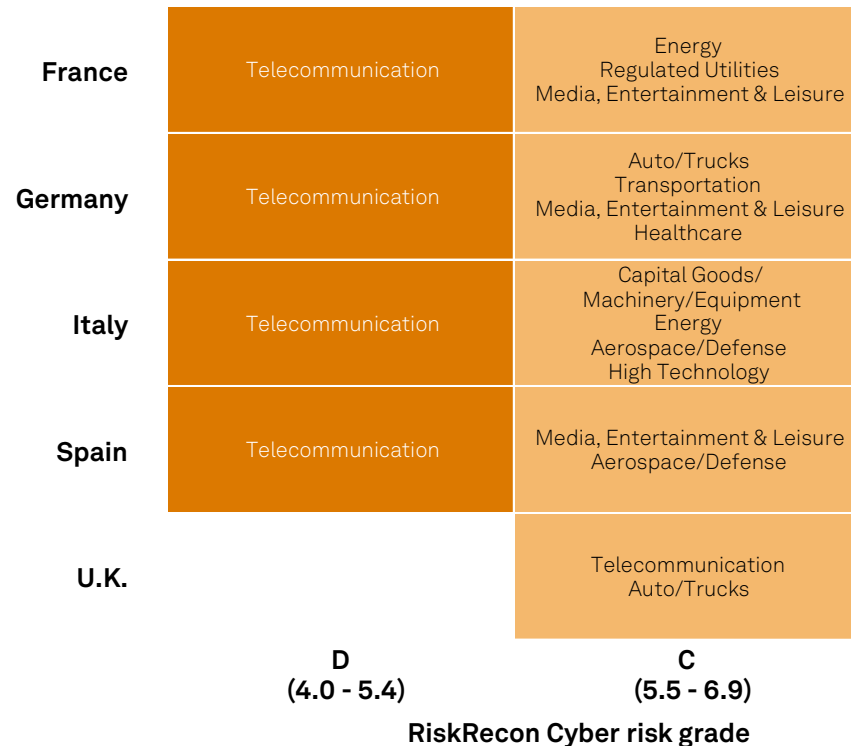 France
Telecommunication
Energy
Regulated Utilities
Media, Entertainment & Leisure
Germany
Telecommunication
Auto/Trucks
Transportation
Media, Entertainment & Leisure
Healthcare
Italy
Telecommunication
Capital Goods/
Machinery/Equipment
Energy
Aerospace/Defense
High Technology
Spain
Telecommunication
Media, Entertainment & Leisure
Aerospace/Defense
U.K.
Telecommunication
Auto/Trucks
D
(4.0 - 5.4)
C
(5.5 - 6.9)
RiskRecon Cyber risk grade